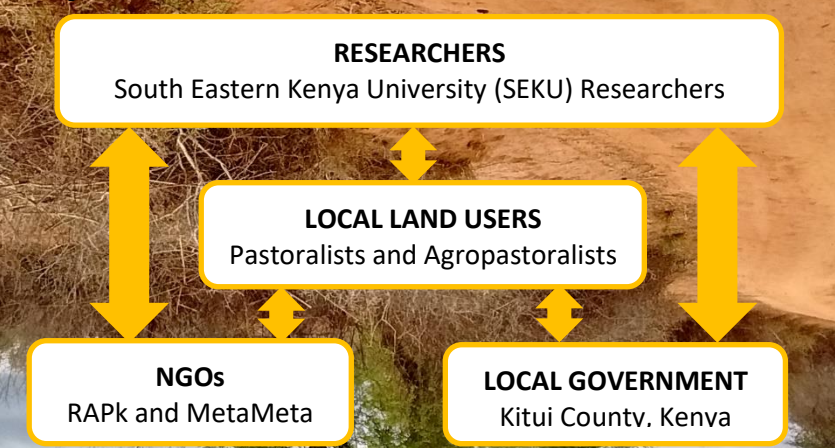 RESEARCHERS
South Eastern Kenya University (SEKU) Researchers
LOCAL LAND USERS
Pastoralists and Agropastoralists
NGOs
RAPk and MetaMeta
LOCAL GOVERNMENT
Kitui County, Kenya